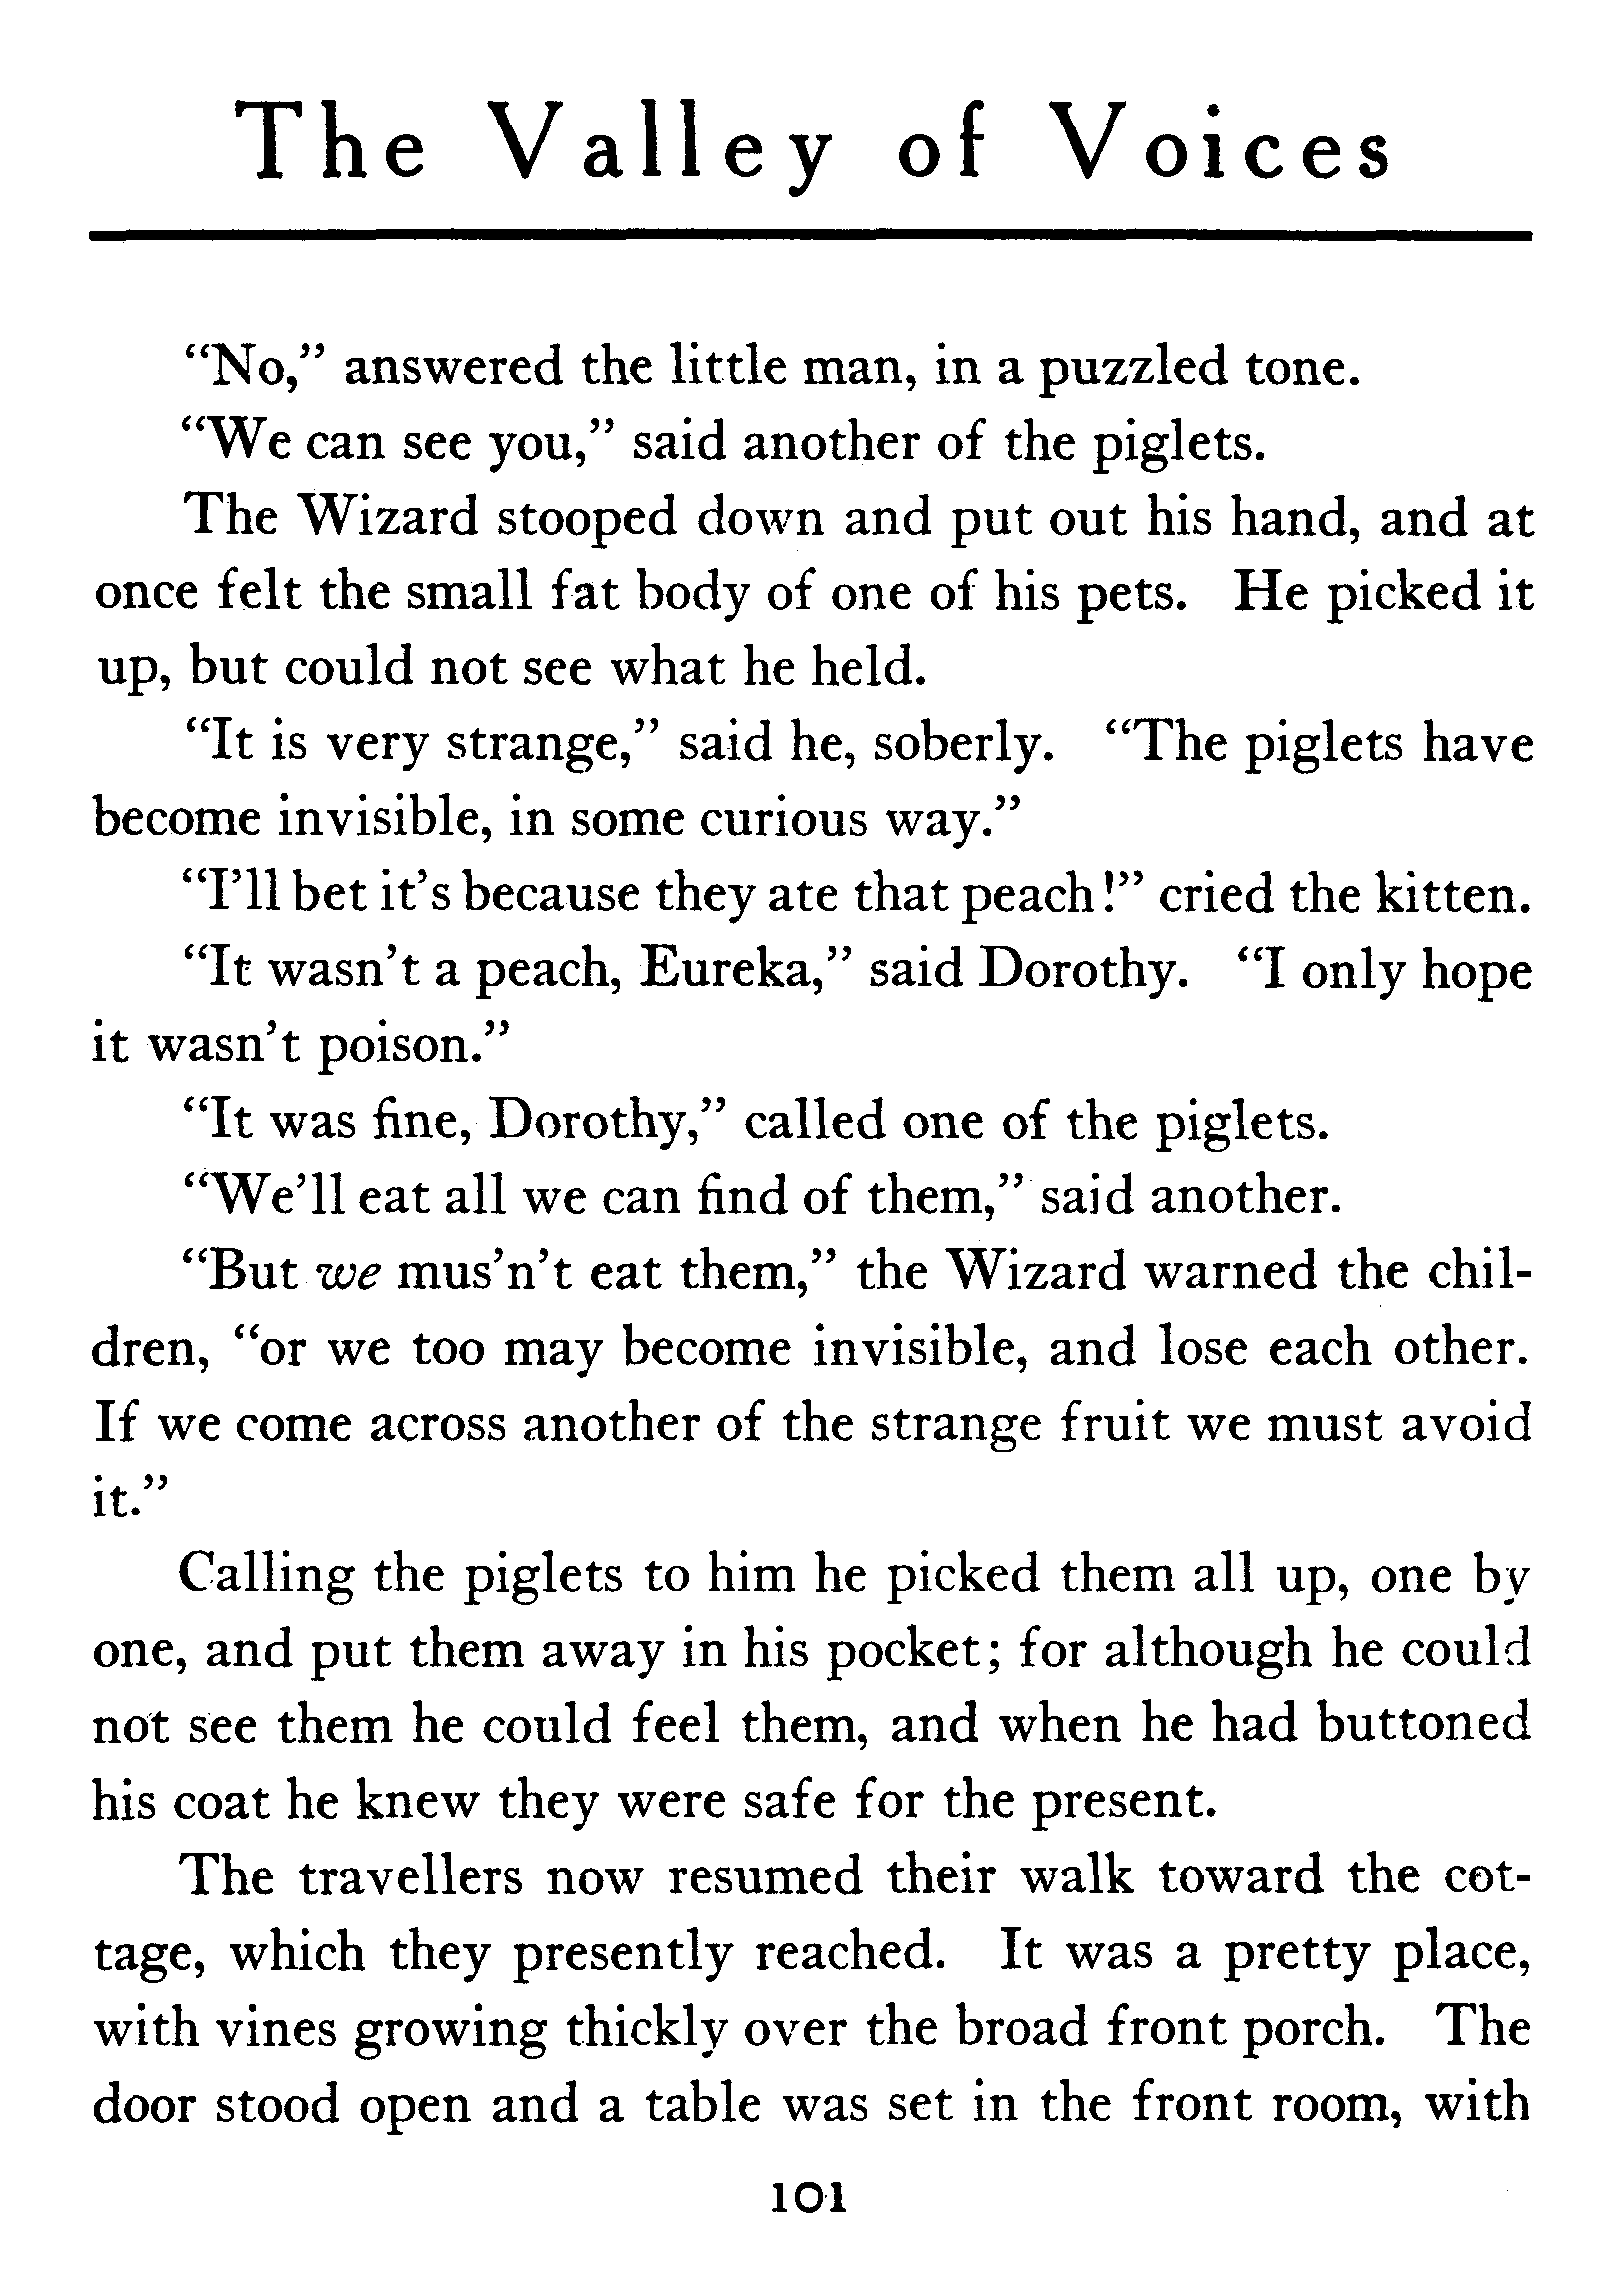 The Valley of Voices
“No,” answered the little man, in a puzzled tone.
“We can see you,” said another of the piglets.
The Wizard stooped down and put out his hand, and at
once felt the small fat body of one of his pets. He picked it
up, but could not see what he held.
“It is very strange,” said he, soberly. “The piglets have
become invisible, in some curious way.”
“I’ll bet it’s because they ate that peach!” cried the kitten.
“It wasn’t a peach, Eureka,” said Dorothy. “I only hope
it wasn’t poison.”
“It was fine, Dorothy,” called one of the piglets.
“We’ll eat all we can find of them,” said another.
“But we mus’n’t eat them,” the Wizard warned the chil-
dren, “or we too may become invisible, and lose each other.
If we come across another of the strange fruit we must avoid
it.”
Calling the piglets to him he picked them all up, one by
one, and put them away in his pocket; for although he could
not see them he could feel them, and when he had buttoned
his coat he knew they were safe for the present.
The travellers now resumed their walk toward the cot-
tage, which they presently reached. It was a pretty place,
with vines growing thickly over the broad front porch. The
door stood open and a table was set in the front room, with
101